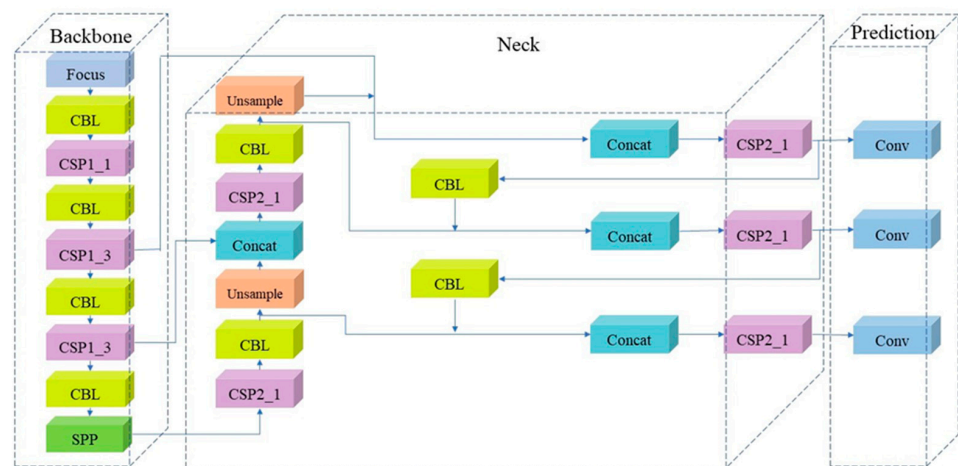 Backbone
Neck
Prediction
Focus
CBL
CSP1_1
CBL
CSP1_3
CBL
CSP1_3
CBL
SPP
Unsample
CBL
CSP2_1
Concat
Unsample
CBL
CSP2_1
Concat
CSP2_1
Conv
CBL
Concat
CSP2_1
Conv
CBL
Concat
CSP2_1
Conv